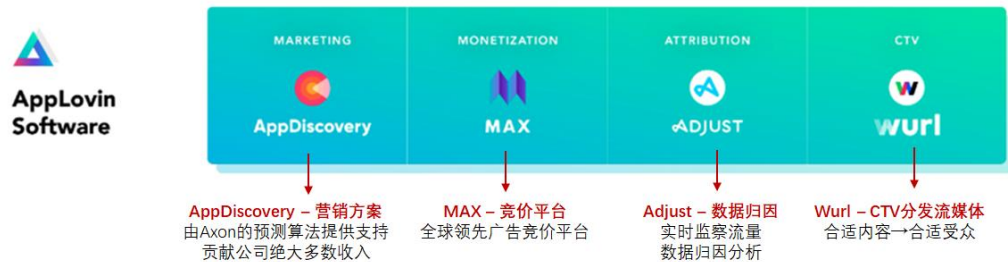 AppLovin
Software
MARKETING
AppDiscovery
MONETIZATION
MAX
ATTRIBUTION
ADJUST
CTV
wurl
AppDiscovery – 营销方案
由Axon的预测算法提供支持
贡献公司绝大多数收入
MAX – 竞价平台
全球领先广告竞价平台
Adjust – 数据归因
实时监察流量
数据归因分析
Wurl – CTV分发流媒体
合适内容→合适受众